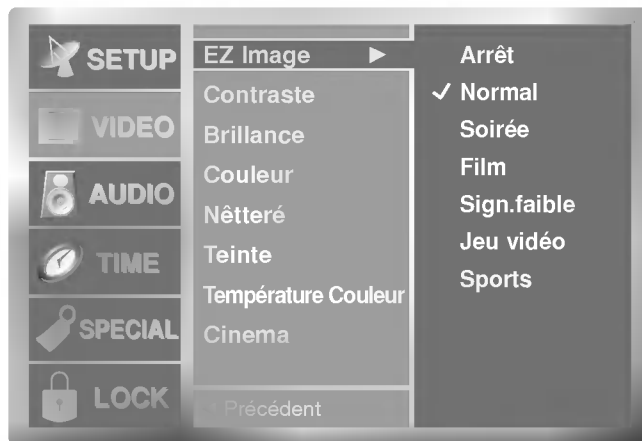 SETUP
VIDEO
AUDIO
TIME
SPECIAL
LOCK
EZ Image
Contraste
Brillance
Couleur
Nêtteré
Teinte
Température Couleur
Cinema
Précédent
Arrêt
Normal
Soirée
Film
Sign.faible
Jeu vidéo
Sports